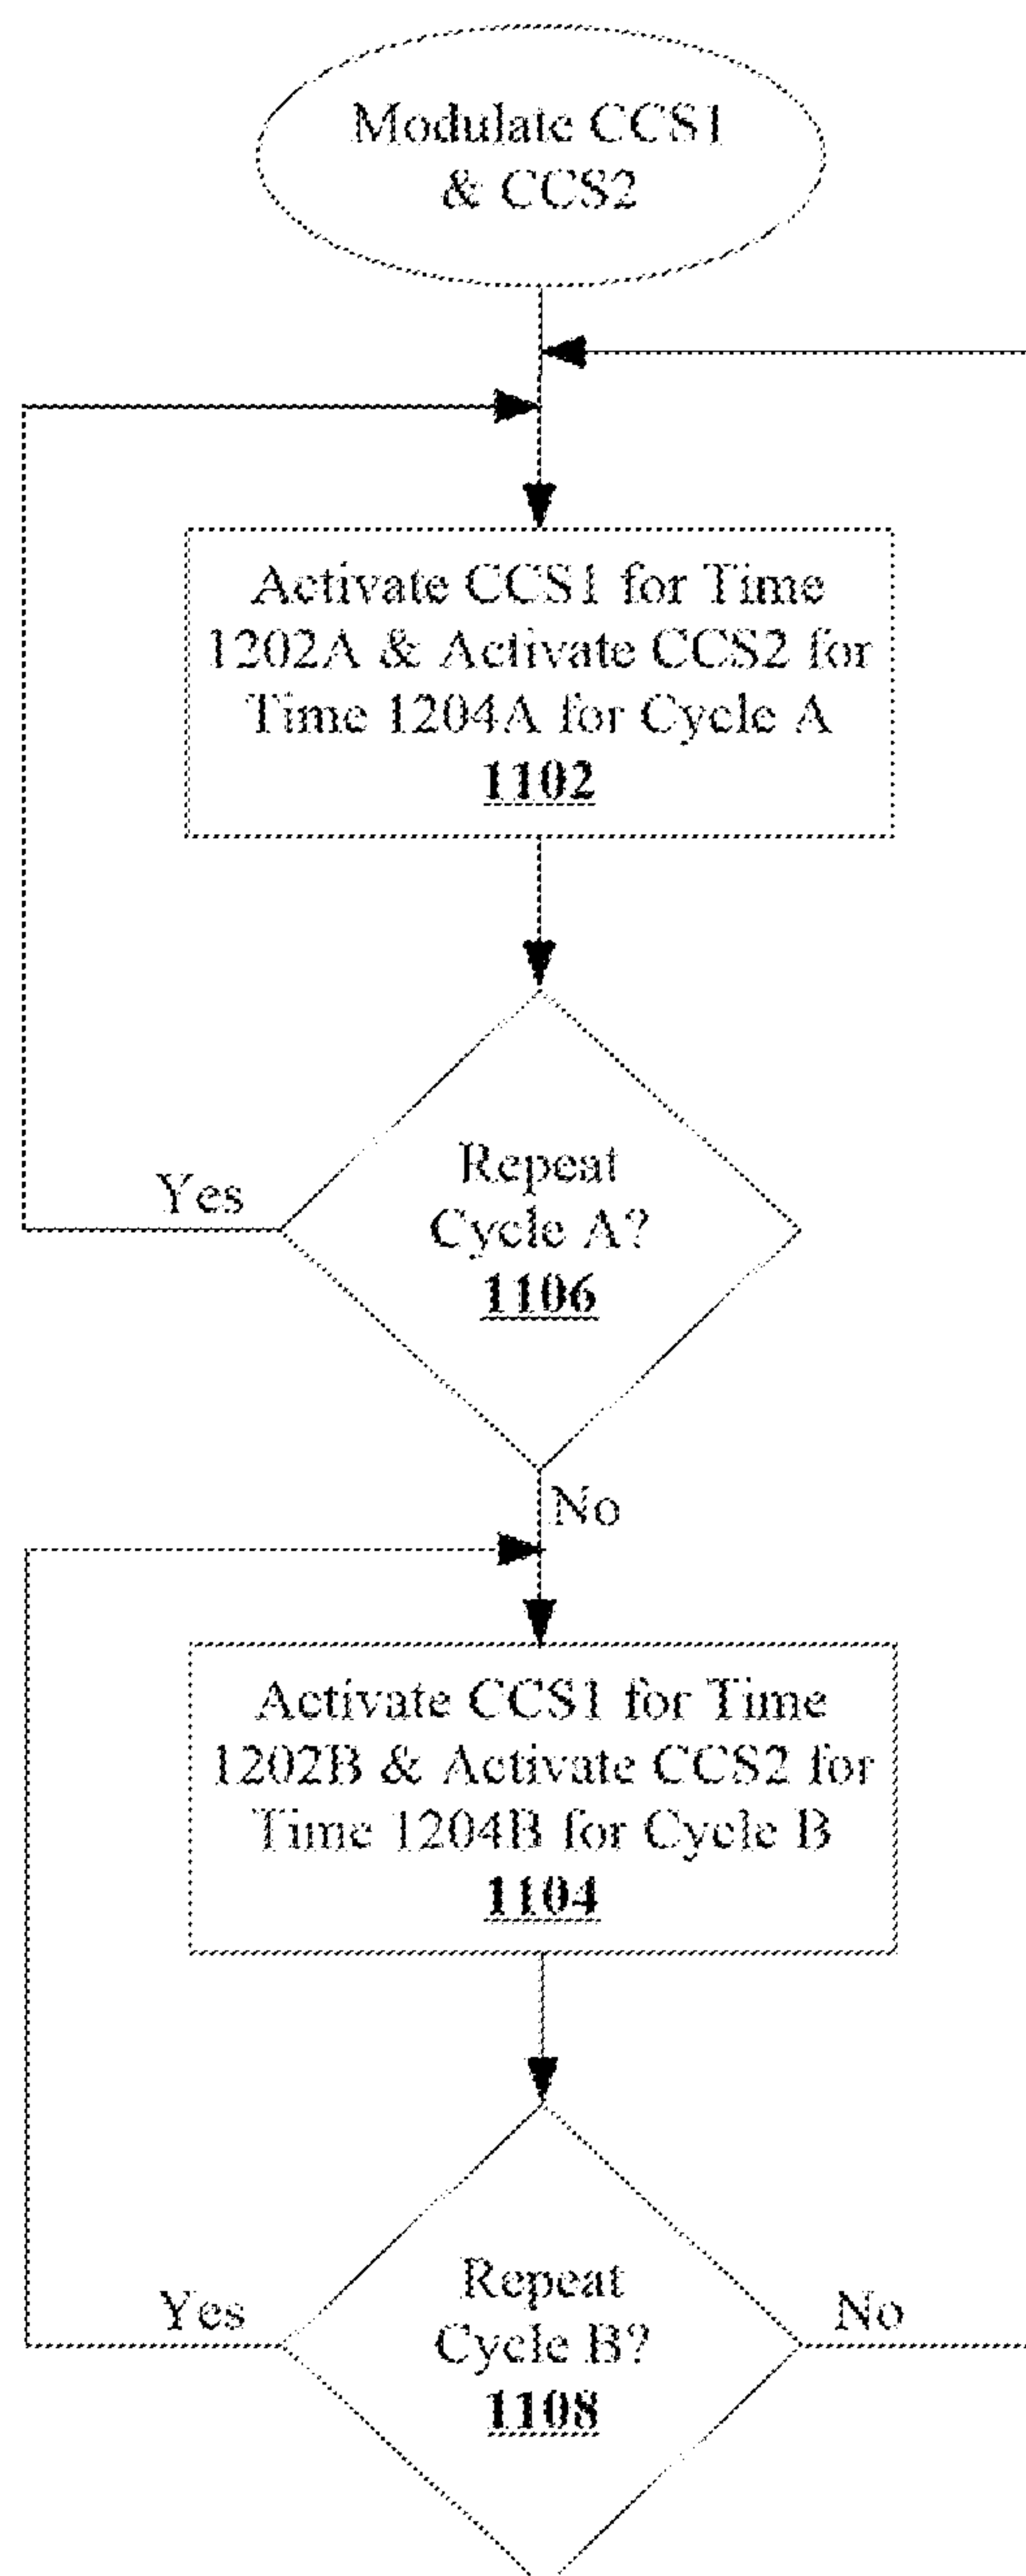 Modulate CCS1
& CCS2
Activate CCS1 for Time
1202A & Activate CCS2 for
Time 1204A for Cycle A
1102
Repeat
Cycle A?
1106
Yes
No
Activate CCS1 for Time
1202B & Activate CCS2 for
Time 1204B for Cycle B
1104
Repeat
Cycle B?
1108
Yes
No